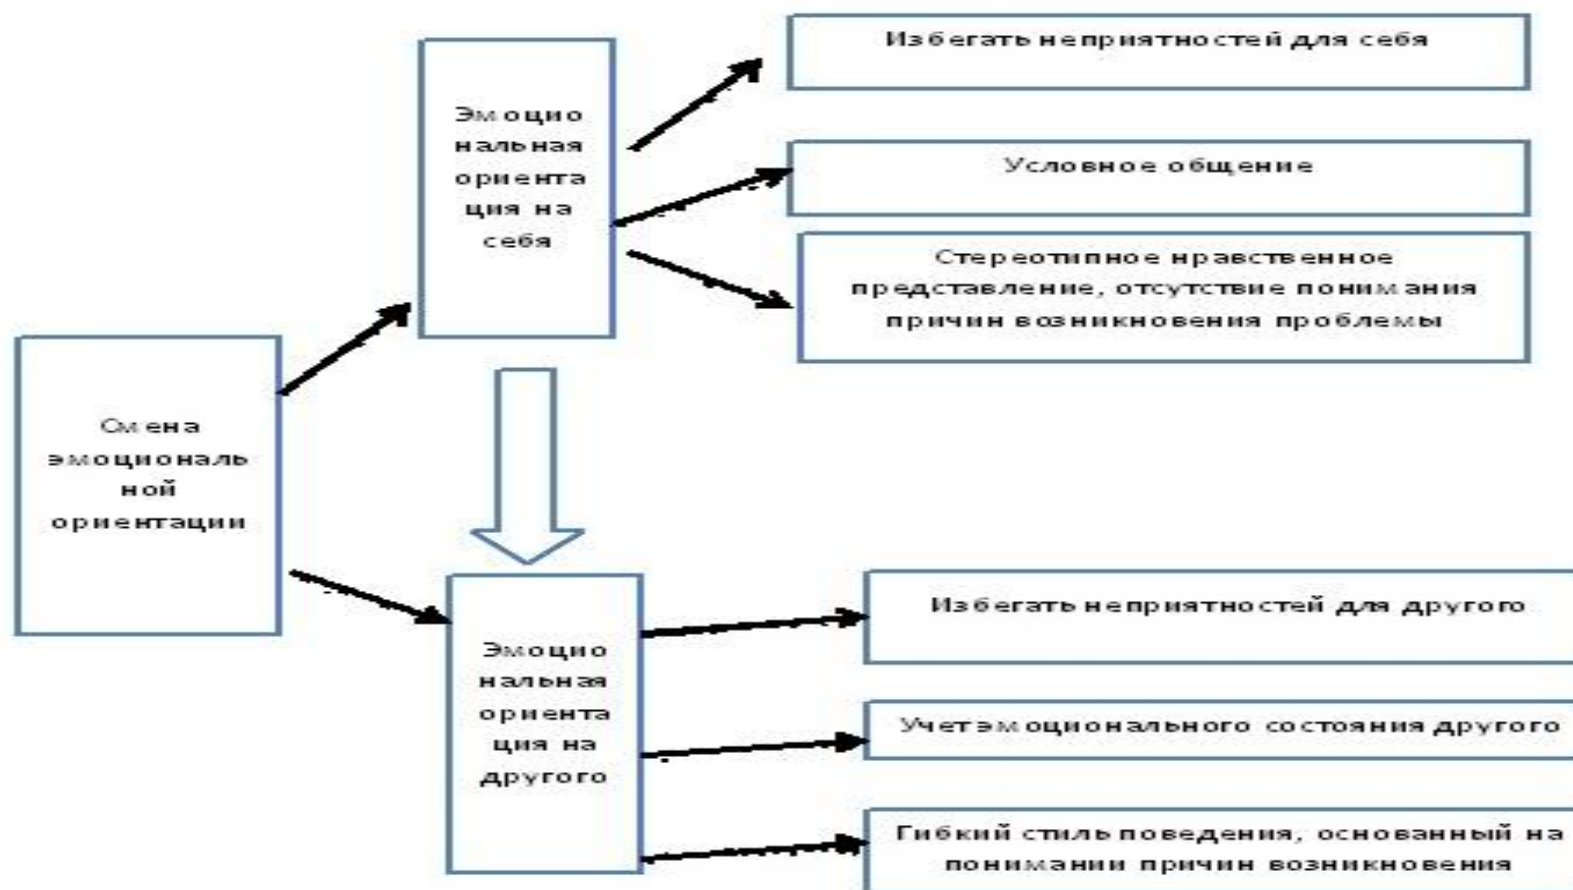 Избегать неприятностей для себя
Эмоцио
нальная
ориента
ция на
себя
Условное общение
Стереотипное нравственное
представление, отсутствие понимания
причин возникновения проблемы
Смена
эмоциональ
ной
ориентации
Эмоцио
нальная
ориента
ция на
другого
Избегать неприятностей для другого
Учет эмоционального состояния другого
Гибкий стиль поведения, основанный на
понимании причин возникновения